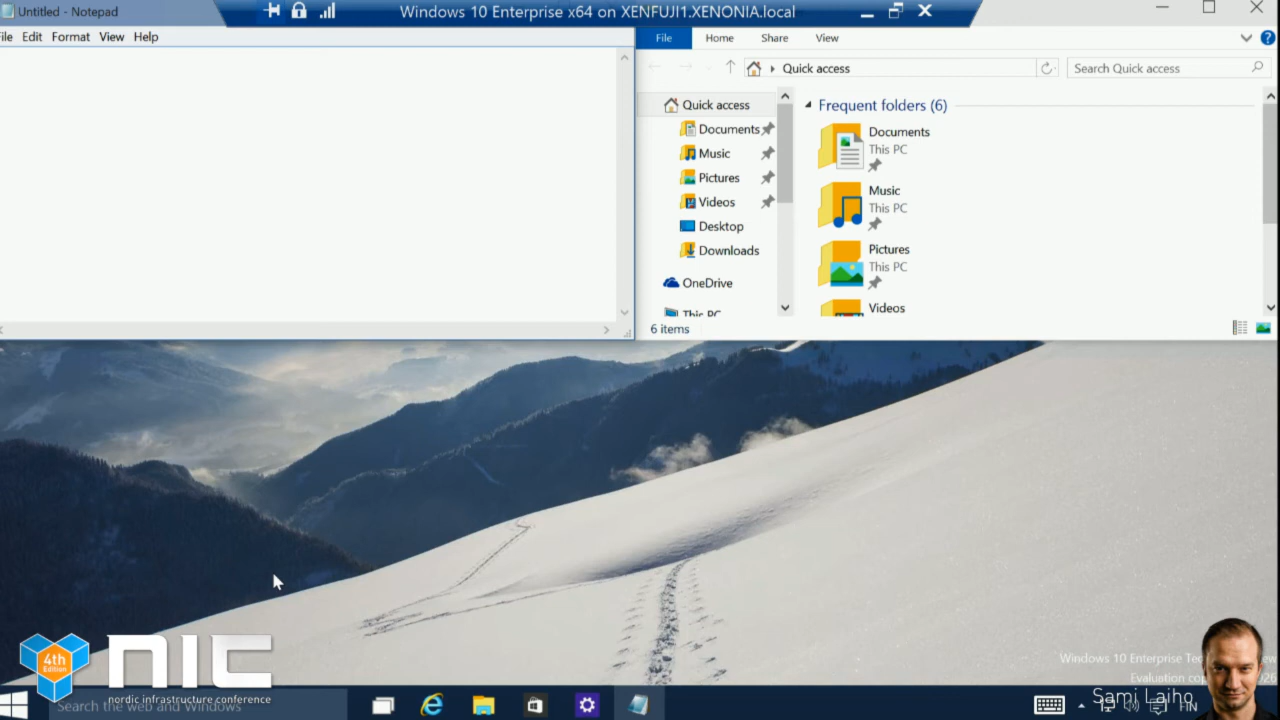 Untitled - Notepad
Windows 10 Enterprise x64 on XENFUJI1.XENONIA.local
File Edit Format View Help
File Home Share View
Quick access
Search Quick access
Quick access
Documents
Music
Pictures
Videos
Desktop
Downloads
OneDrive
This PC
Frequent folders (6)
Documents
This PC
Music
This PC
Pictures
This PC
Videos
6 items
4th
Edition
nic
nordic infrastructure conference
Search the web and Windows
Windows 10 Enterprise
Evaluation
Sami Laiho
FIN